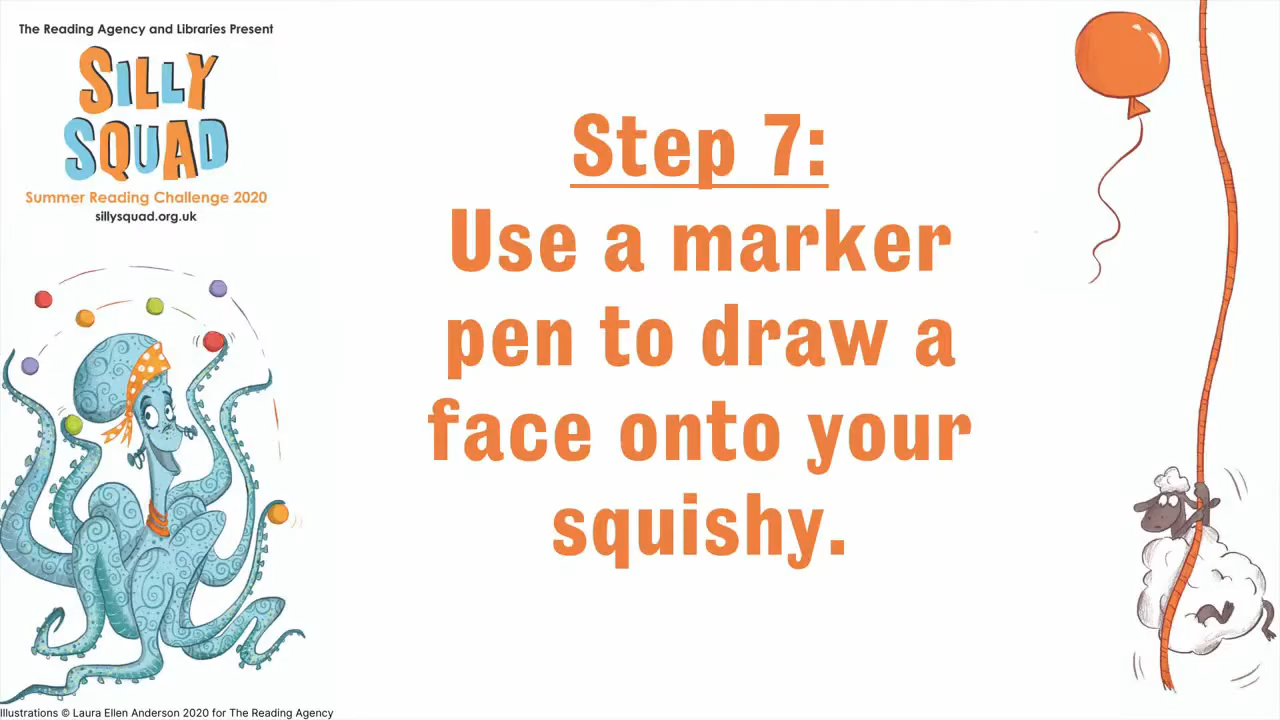 The Reading Agency and Libraries Present
SILLY
SQUAD
Summer Reading Challenge 2020
sillysquad.org.uk
Step 7:
Use a marker
pen to draw a
face onto your
squishy.
Illustrations © Laura Ellen Anderson 2020 for The Reading Agency